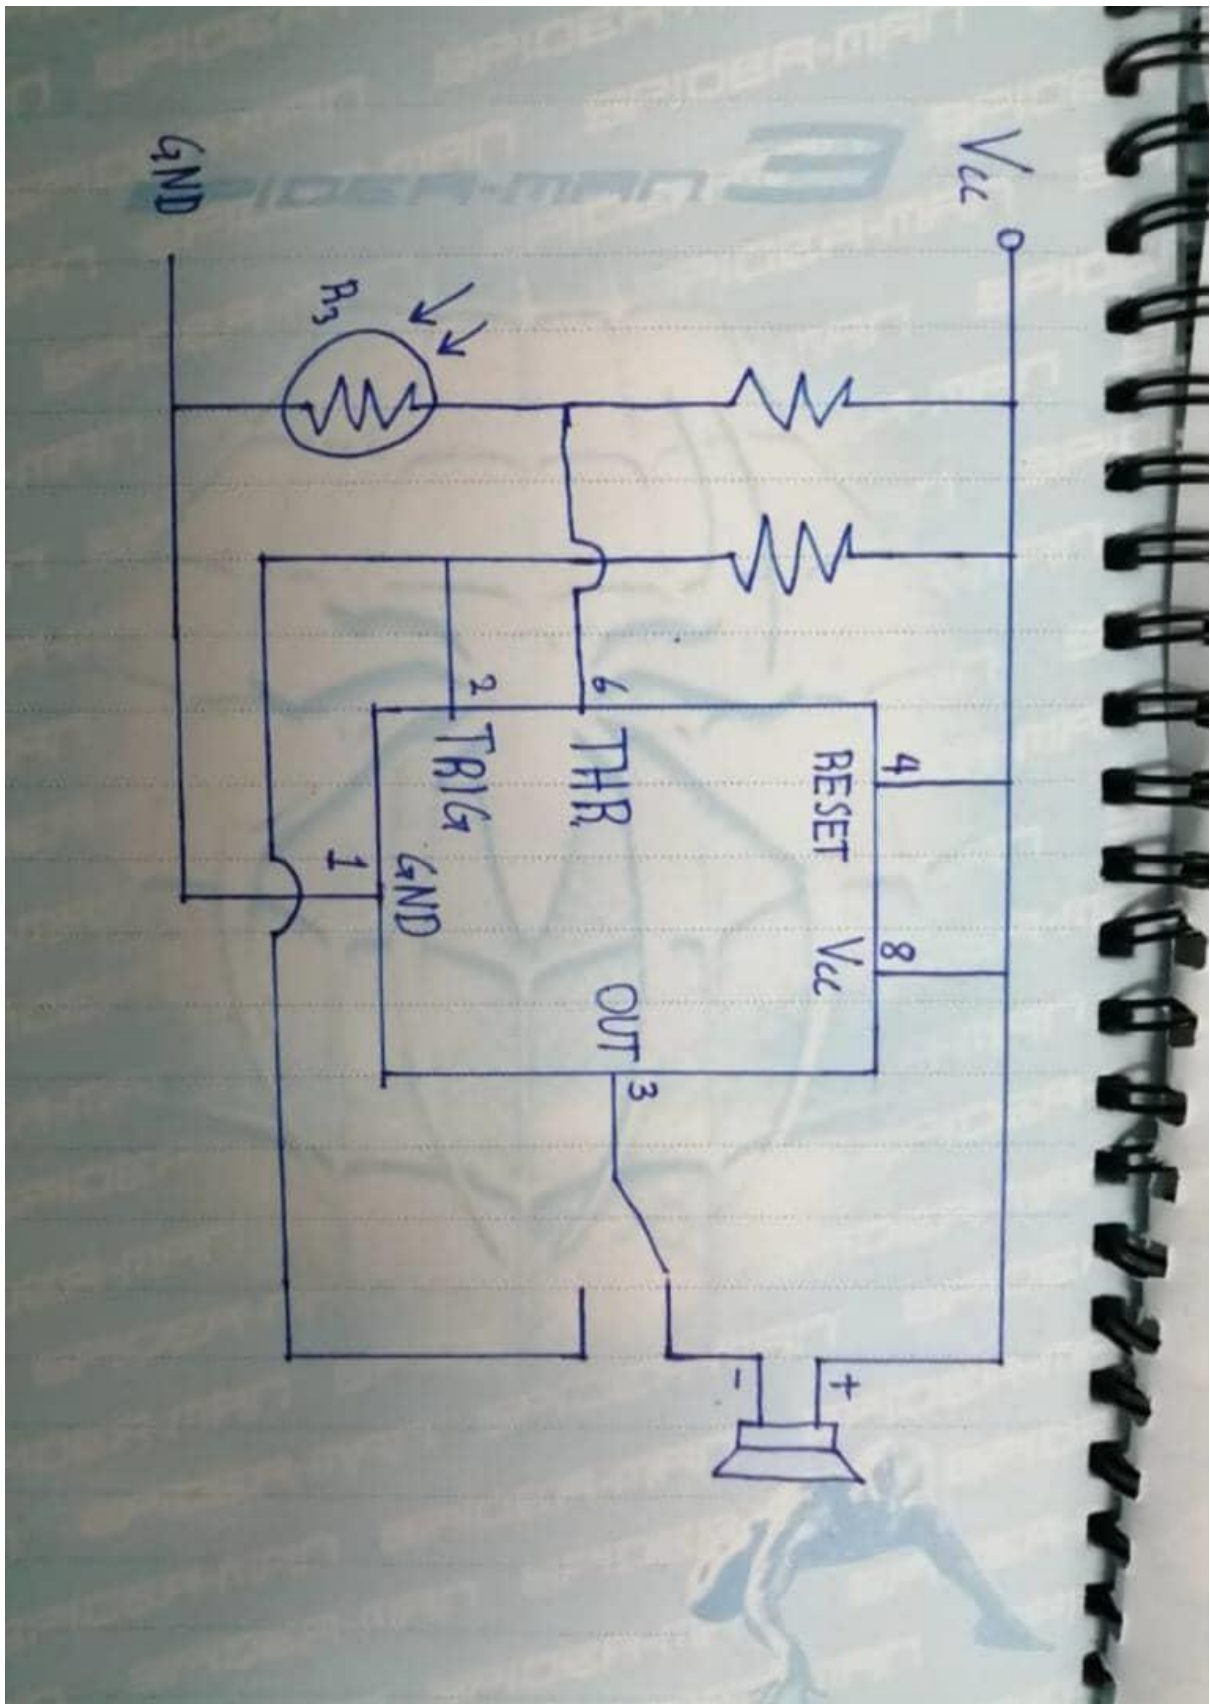 Vcc
R3
4
8
RESET
Vcc
6
THR
OUT
3
2
TRIG
GND
1
+
-
GND
SPIDER-MAN 3